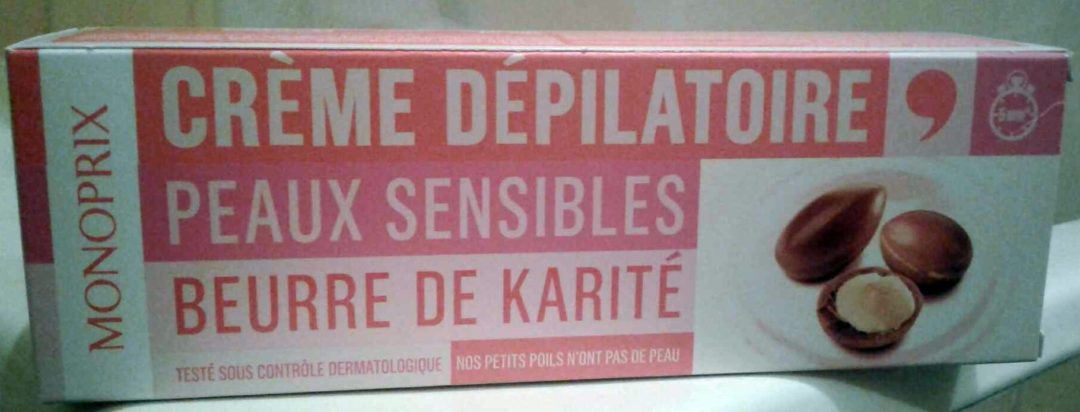 MONOPRIX
CRÈME DÉPILATOIRE
PEAUX SENSIBLES
BEURRE DE KARITÉ
TESTÉ SOUS CONTRÔLE DERMATOLOGIQUE
NOS PETITS POILS N'ONT PAS DE PEAU